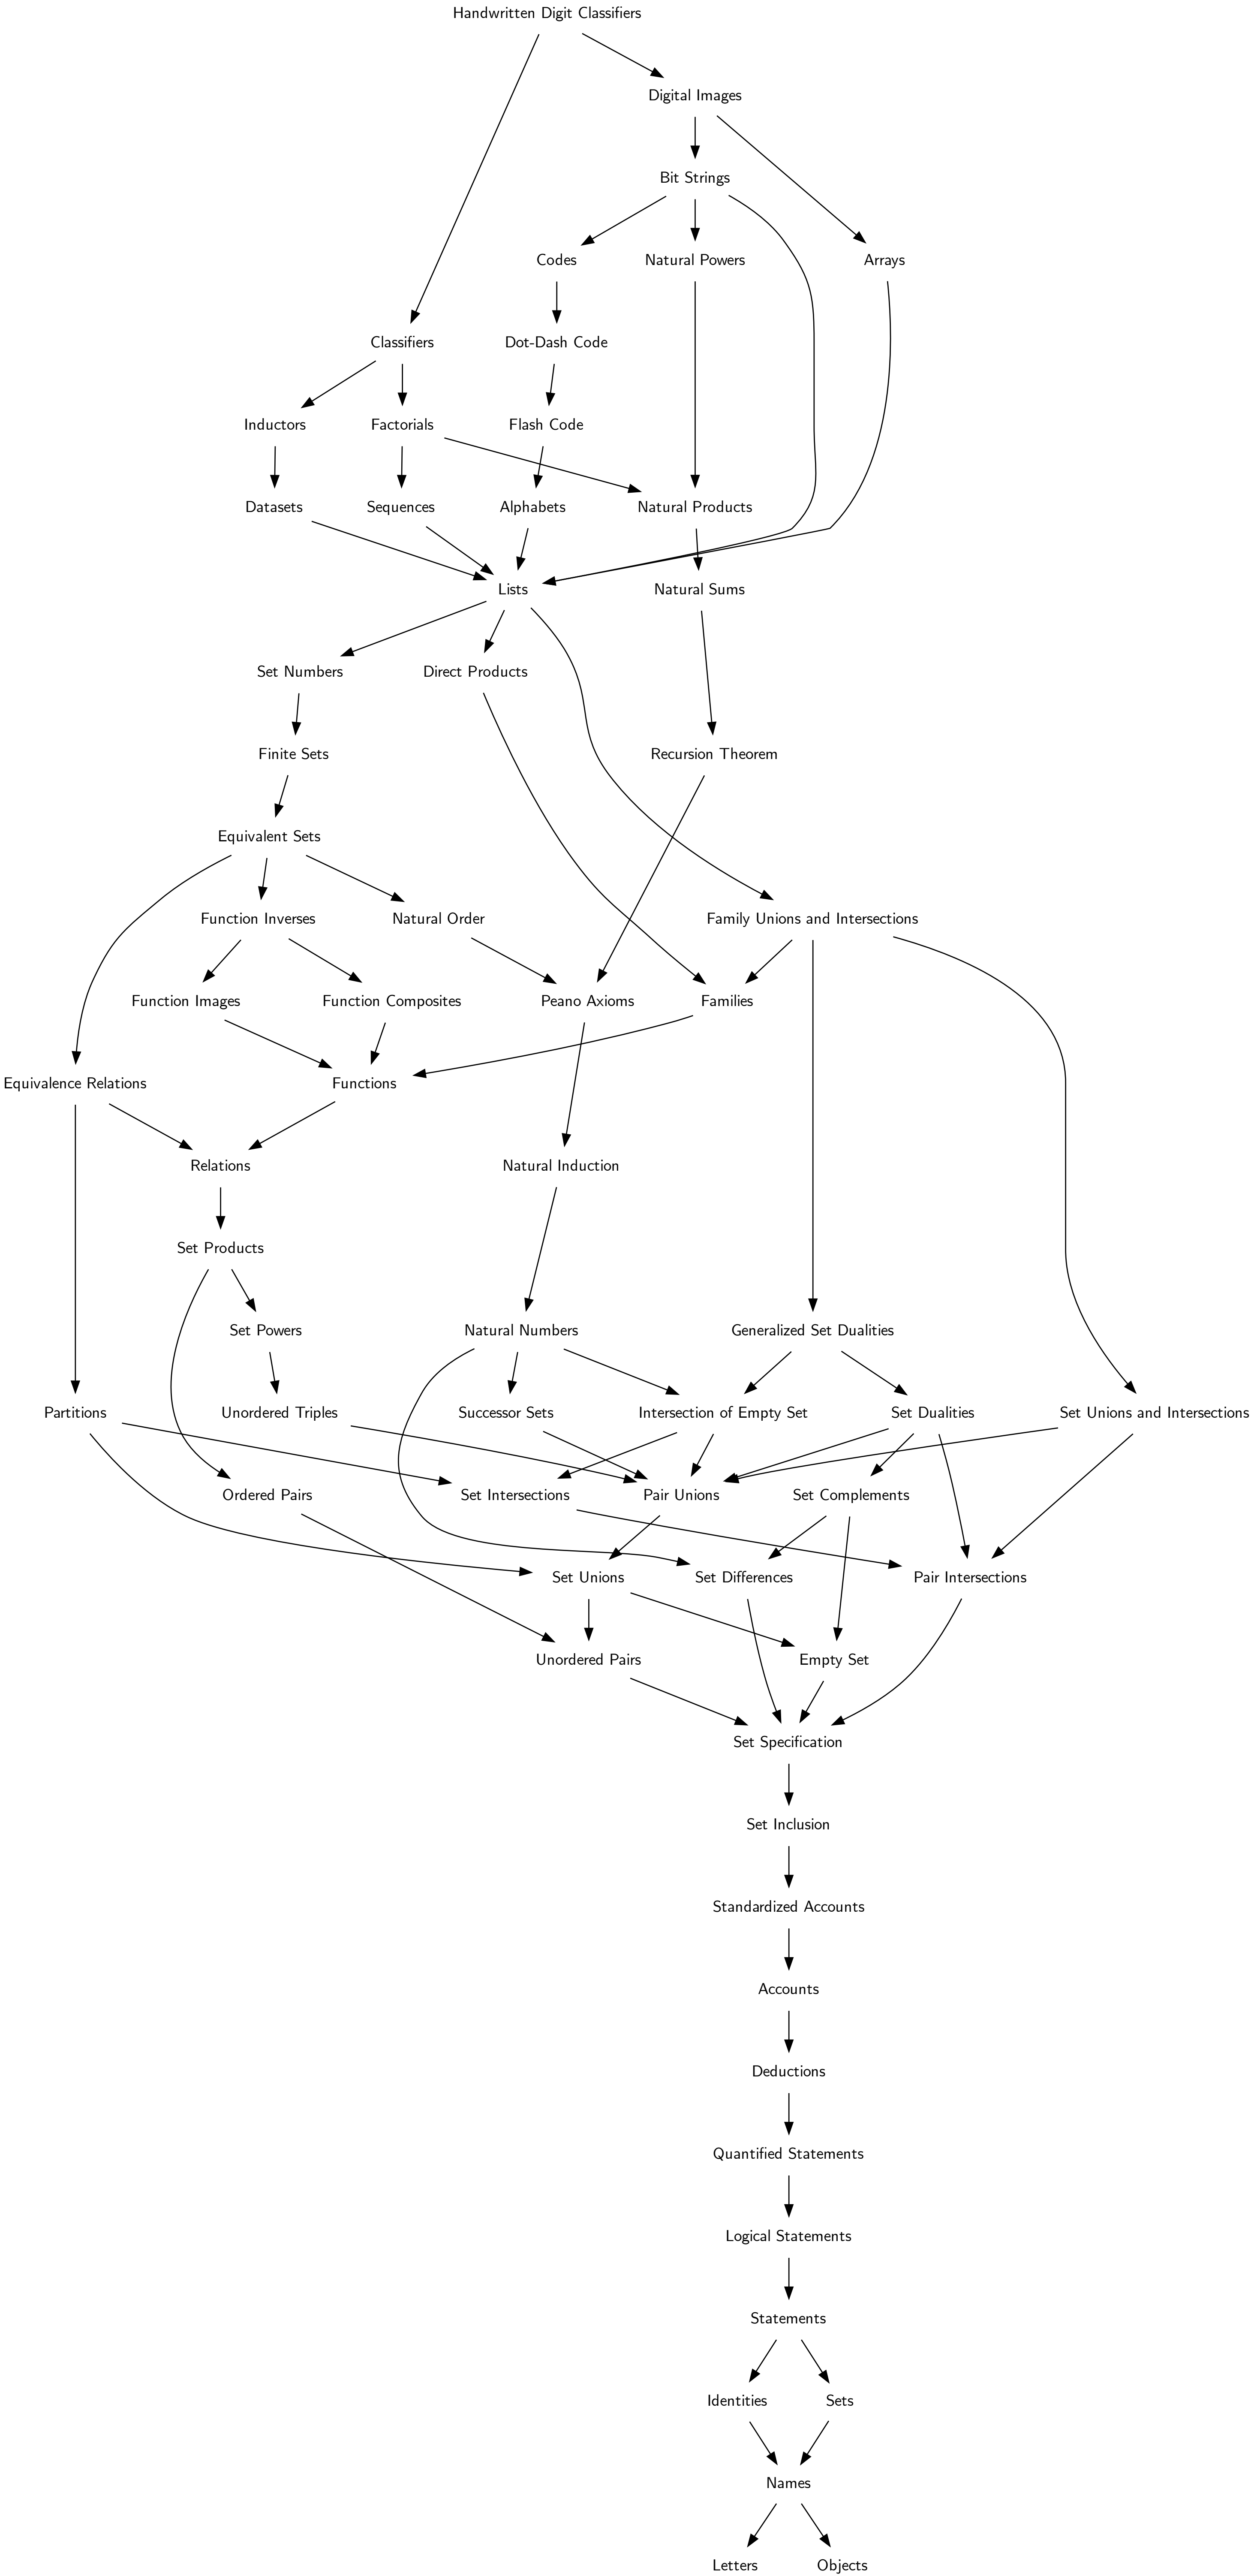 Handwritten Digit Classifiers
Digital Images
Bit Strings
Codes
Natural Powers
Arrays
Classifiers
Dot-Dash Code
Inductors
Factorials
Flash Code
Datasets
Sequences
Alphabets
Natural Products
Lists
Natural Sums
Set Numbers
Direct Products
Finite Sets
Recursion Theorem
Equivalent Sets
Function Inverses
Natural Order
Family Unions and Intersections
Function Images
Function Composites
Peano Axioms
Families
Equivalence Relations
Functions
Relations
Natural Induction
Set Products
Set Powers
Natural Numbers
Generalized Set Dualities
Partitions
Unordered Triples
Successor Sets
Intersection of Empty Set
Set Dualities
Set Unions and Intersections
Ordered Pairs
Set Intersections
Pair Unions
Set Complements
Set Unions
Set Differences
Pair Intersections
Unordered Pairs
Empty Set
Set Specification
Set Inclusion
Standardized Accounts
Accounts
Deductions
Quantified Statements
Logical Statements
Statements
Identities
Sets
Names
Letters
Objects